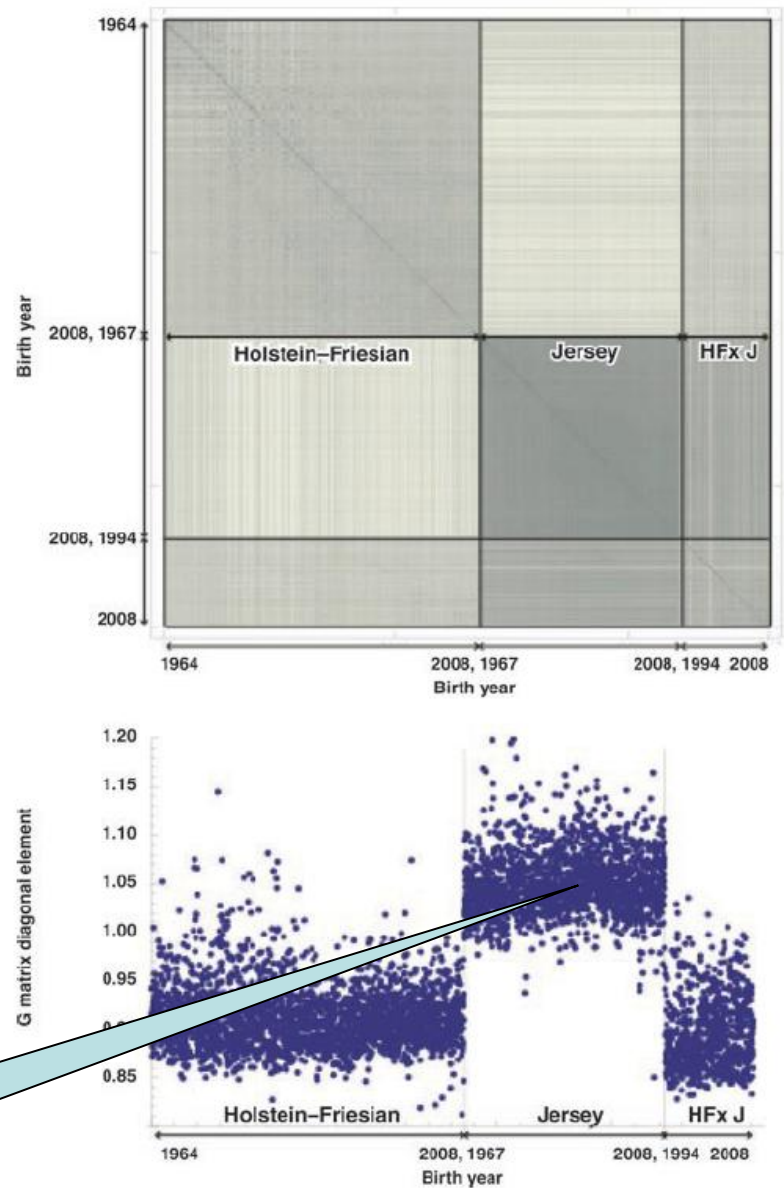 1964
Birth year
2008, 1967
Holstein–Friesian
Jersey
HFx J
2008, 1994
2008
1964
2008, 1967
2008, 1994 2008
Birth year
1.20
1.15
1.10
1.05
1.00
0.95
0.85
G matrix diagonal element
Holstein–Friesian
Jersey
HFx J
1964
2008, 1967
2008, 1994 2008
Birth year